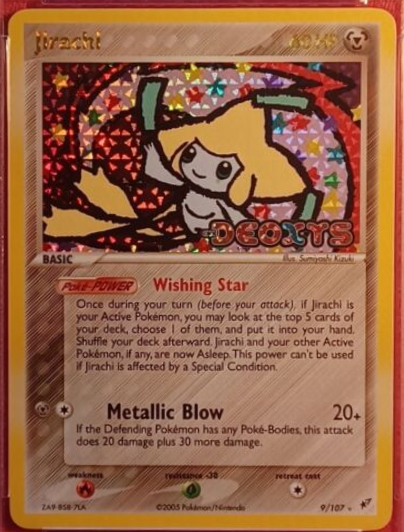 Jirachi 60 HP
DEOXYS
BASIC
Illus. Sumiyoshi Kizuki
Poké-POWER Wishing Star
Once during your turn (before your attack), if Jirachi is
your Active Pokémon, you may look at the top 5 cards of
your deck, choose 1 of them, and put it into your hand.
Shuffle your deck afterward. Jirachi and your other Active
Pokémon, if any, are now Asleep. This power can't be used
if Jirachi is affected by a Special Condition.
Metallic Blow 20+
If the Defending Pokémon has any Poké-Bodies, this attack
does 20 damage plus 30 more damage.
weakness resistance -30 retreat cost
ZA9-858-7LA ©2005 Pokémon/Nintendo 9/107 ★